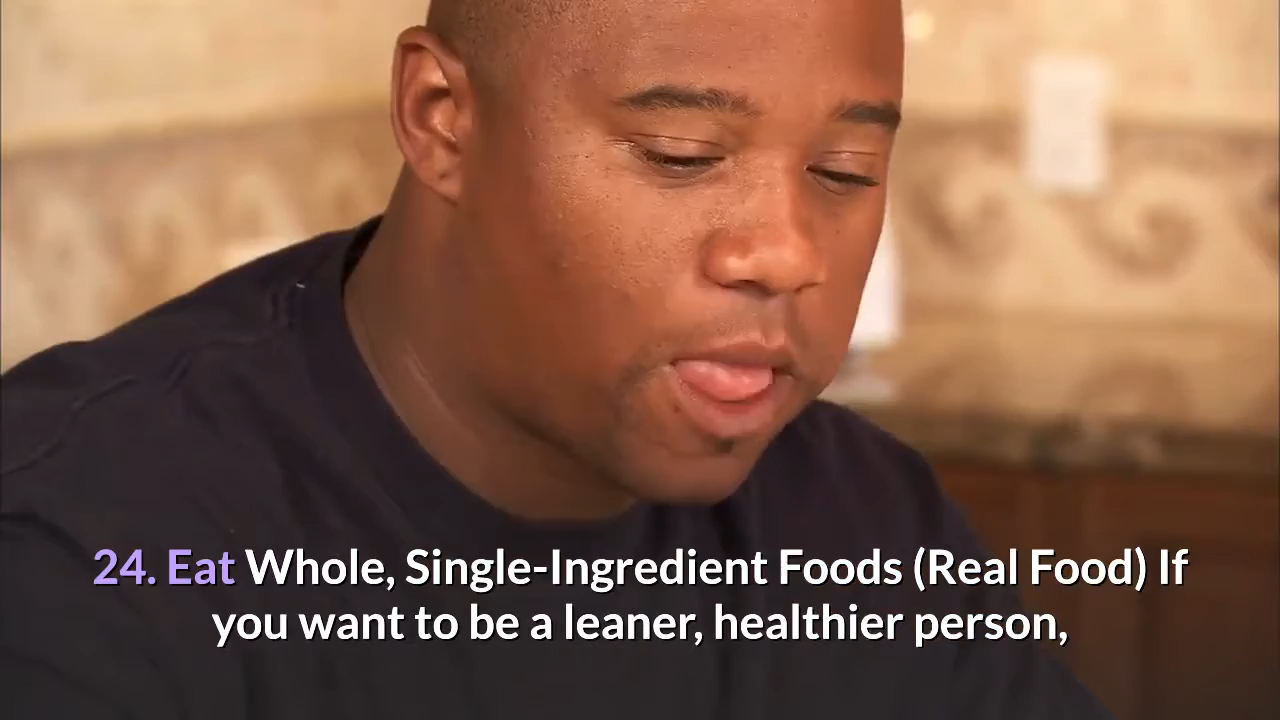 24. Eat Whole, Single-Ingredient Foods (Real Food) If
you want to be a leaner, healthier person,